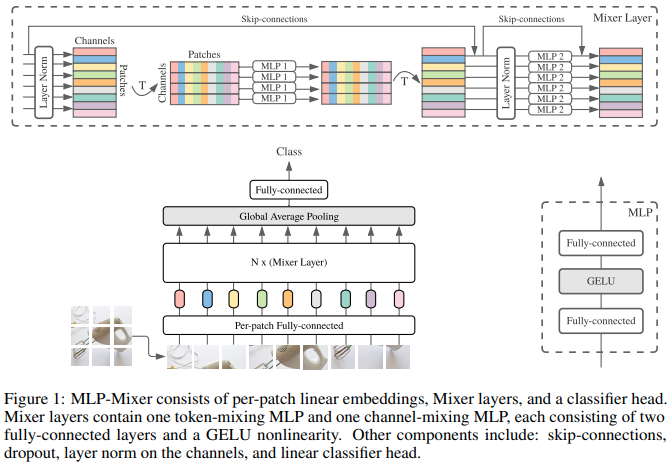 Skip-connections
Skip-connections
Mixer Layer
Channels
Layer Norm
Patches
T
Patches
Channels
MLP 1
MLP 1
MLP 1
MLP 1
T
Layer Norm
MLP 2
MLP 2
MLP 2
MLP 2
MLP 2
MLP 2
Class
Fully-connected
Global Average Pooling
N x (Mixer Layer)
Per-patch Fully-connected
MLP
Fully-connected
GELU
Fully-connected
Figure 1: MLP-Mixer consists of per-patch linear embeddings, Mixer layers, and a classifier head.
Mixer layers contain one token-mixing MLP and one channel-mixing MLP, each consisting of two
fully-connected layers and a GELU nonlinearity. Other components include: skip-connections,
dropout, layer norm on the channels, and linear classifier head.